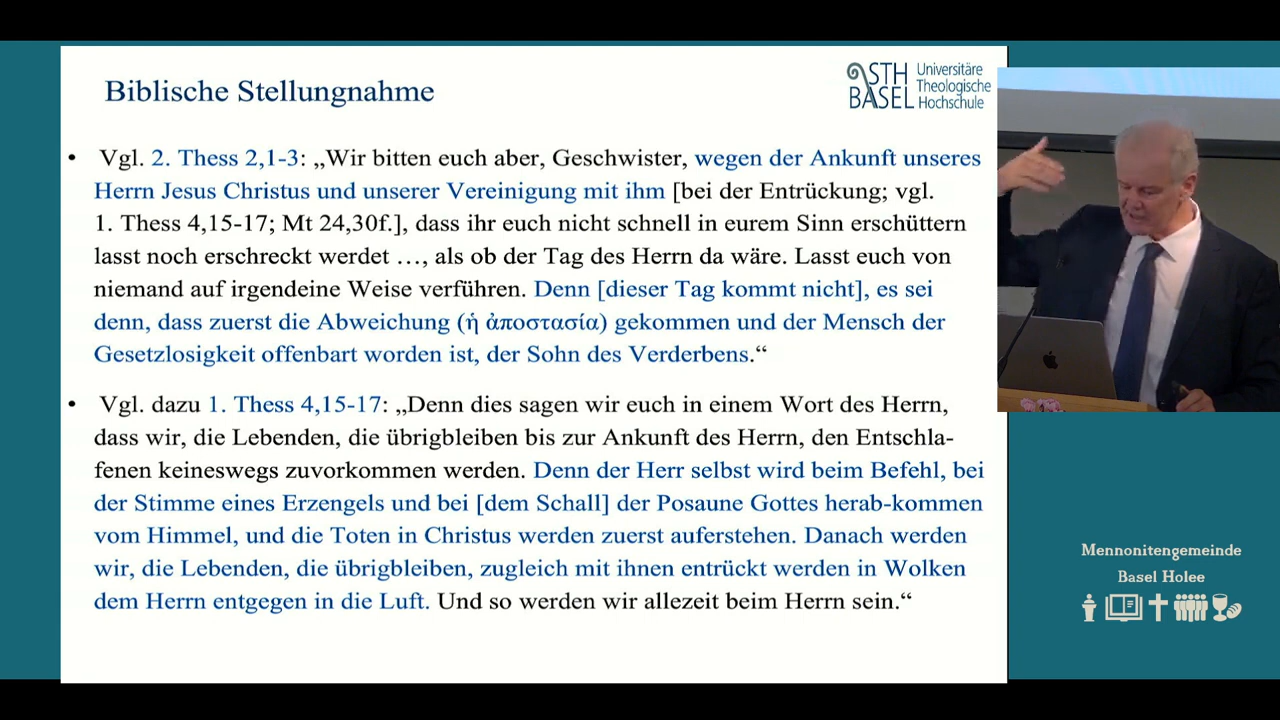 Biblische Stellungnahme
STH
BASEL
Universitäre
Theologische
Hochschule
• Vgl. 2. Thess 2,1-3: „Wir bitten euch aber, Geschwister, wegen der Ankunft unseres
Herrn Jesus Christus und unserer Vereinigung mit ihm [bei der Entrückung; vgl.
1. Thess 4,15-17; Mt 24,30f.], dass ihr euch nicht schnell in eurem Sinn erschüttern
lasst noch erschreckt werdet …, als ob der Tag des Herrn da wäre. Lasst euch von
niemand auf irgendeine Weise verführen. Denn [dieser Tag kommt nicht], es sei
denn, dass zuerst die Abweichung (ἡ ἀποστασία) gekommen und der Mensch der
Gesetzlosigkeit offenbart worden ist, der Sohn des Verderbens.“
• Vgl. dazu 1. Thess 4,15-17: „Denn dies sagen wir euch in einem Wort des Herrn,
dass wir, die Lebenden, die übrigbleiben bis zur Ankunft des Herrn, den Entschla-
fenen keineswegs zuvorkommen werden. Denn der Herr selbst wird beim Befehl, bei
der Stimme eines Erzengels und bei [dem Schall] der Posaune Gottes herab-kommen
vom Himmel, und die Toten in Christus werden zuerst auferstehen. Danach werden
wir, die Lebenden, die übrigbleiben, zugleich mit ihnen entrückt werden in Wolken
dem Herrn entgegen in die Luft. Und so werden wir allezeit beim Herrn sein.“
Mennonitengemeinde
Basel Holee